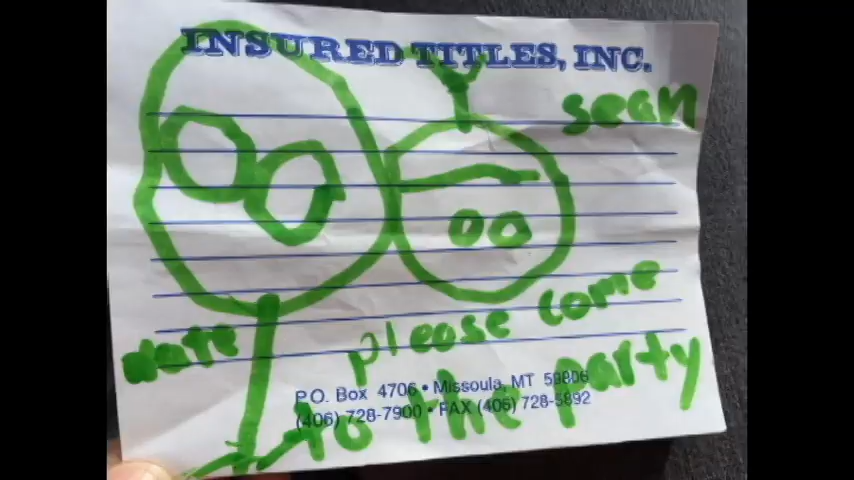 INSURED TITLES, INC.
sean
nate
please come
to the party
P.O. Box 4706 • Missoula, MT 59806
(406) 728-7900 • FAX (406) 728-5892